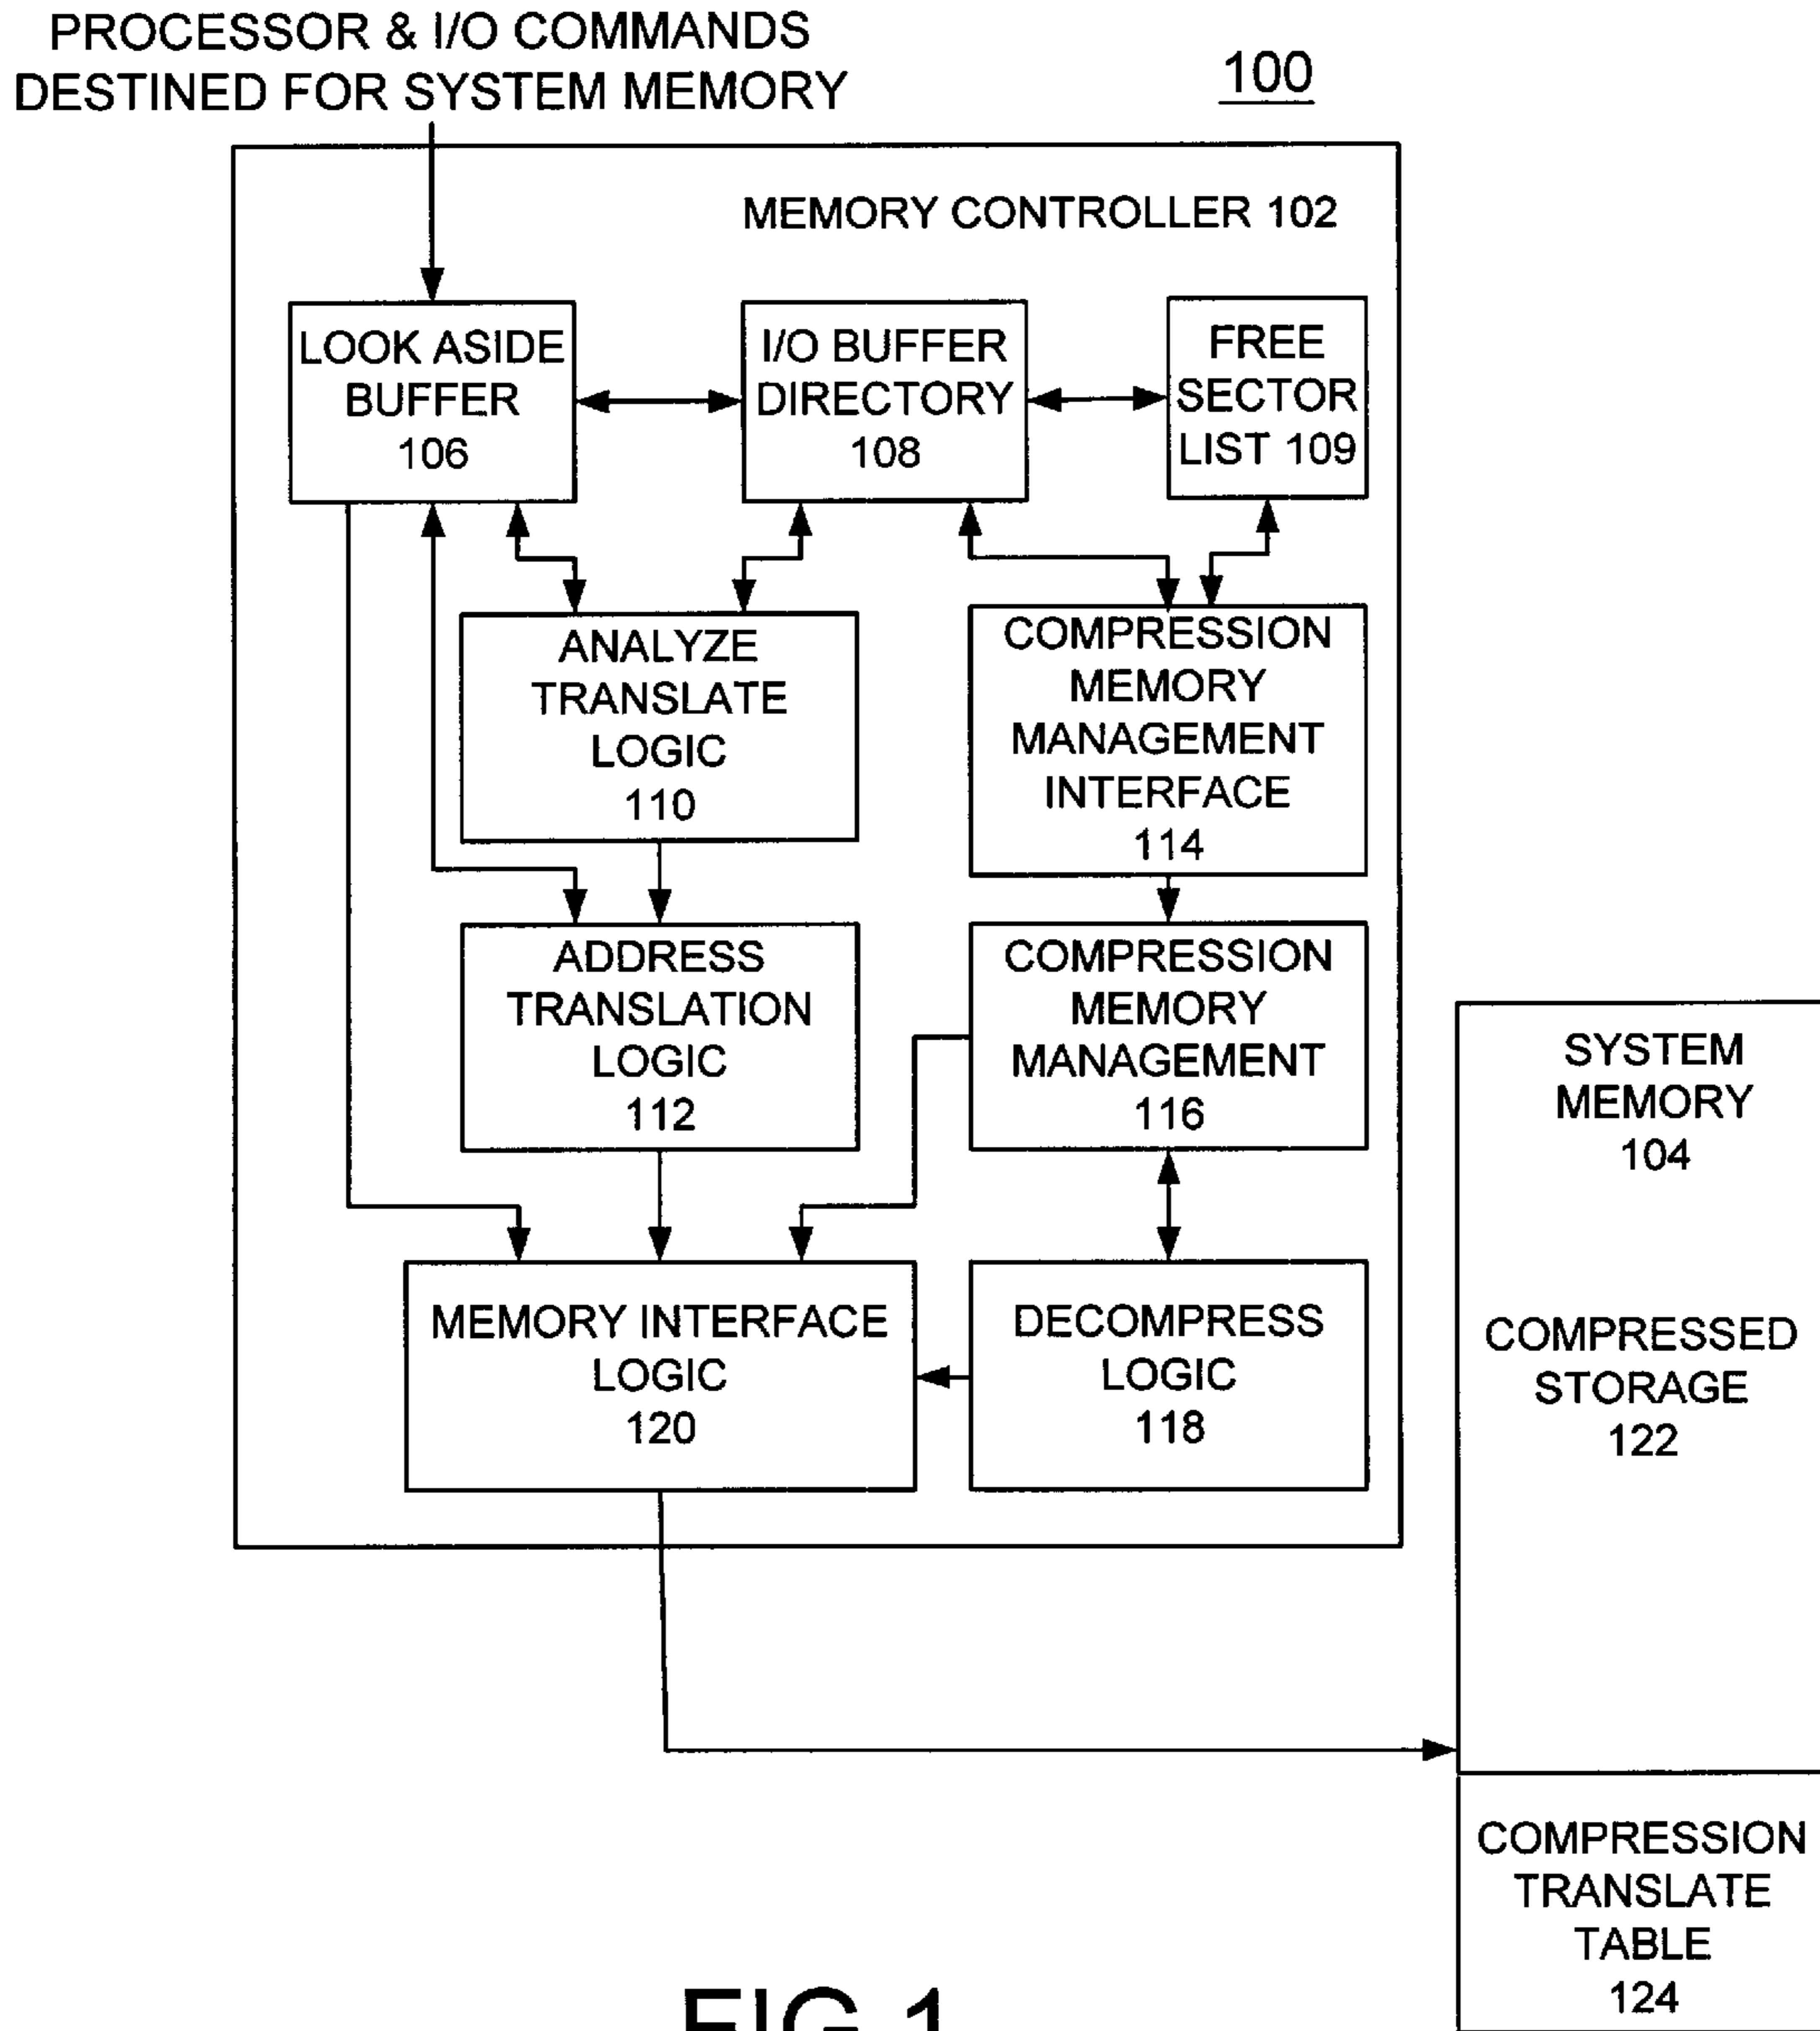 PROCESSOR & I/O COMMANDS
DESTINED FOR SYSTEM MEMORY
100
MEMORY CONTROLLER 102
LOOK ASIDE
BUFFER
106
I/O BUFFER
DIRECTORY
108
FREE
SECTOR
LIST 109
ANALYZE
TRANSLATE
LOGIC
110
COMPRESSION
MEMORY
MANAGEMENT
INTERFACE
114
ADDRESS
TRANSLATION
LOGIC
112
COMPRESSION
MEMORY
MANAGEMENT
116
MEMORY INTERFACE
LOGIC
120
DECOMPRESS
LOGIC
118
SYSTEM
MEMORY
104
COMPRESSED
STORAGE
122
COMPRESSION
TRANSLATE
TABLE
124
FIG.1